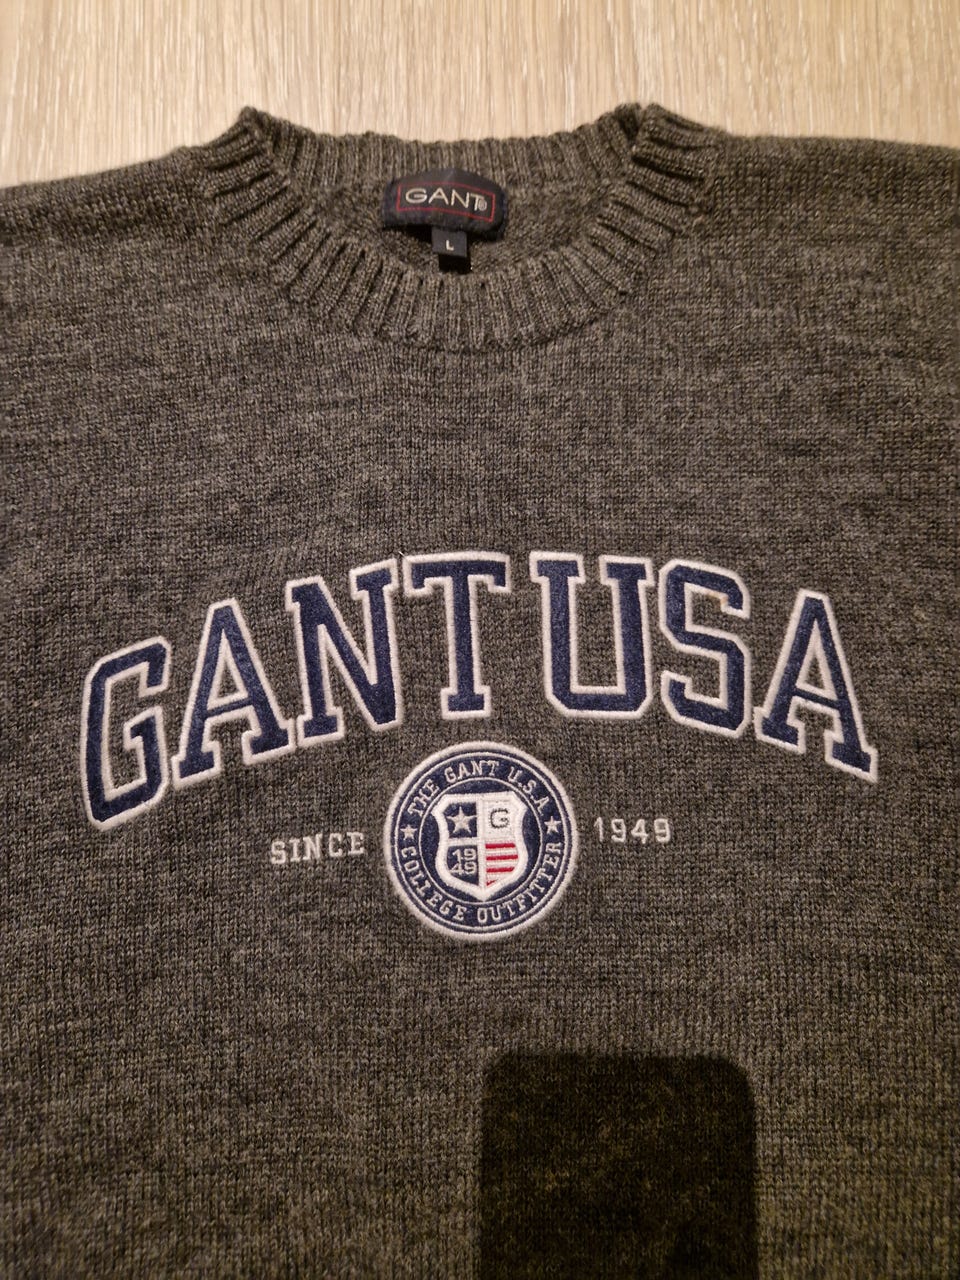 GANT®
L
GANT USA
SINCE
1949
THE GANT U.S.A
G
19
49
COLLEGE OUTFITTER